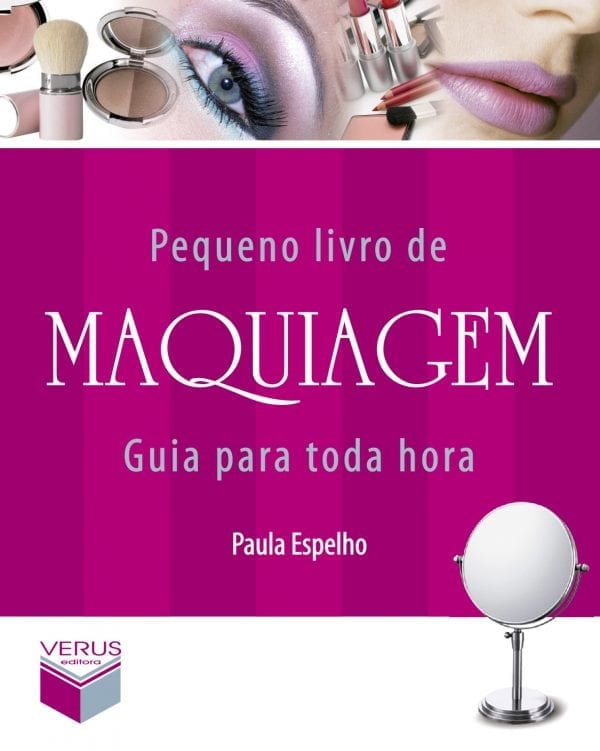 Pequeno livro de
MAQUIAGEM
Guia para toda hora
Paula Espelho
VERUS
editora